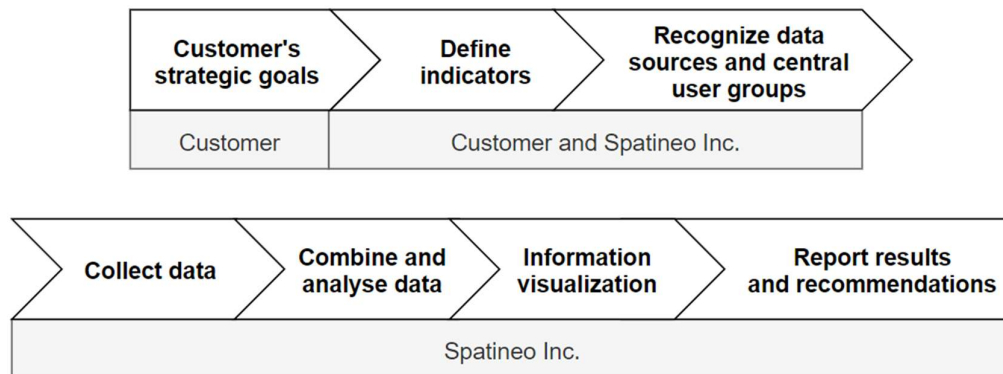 Customer's
strategic goals
Define
indicators
Recognize data
sources and central
user groups
Customer
Customer and Spatineo Inc.
Collect data
Combine and
analyse data
Information
visualization
Report results
and recommendations
Spatineo Inc.